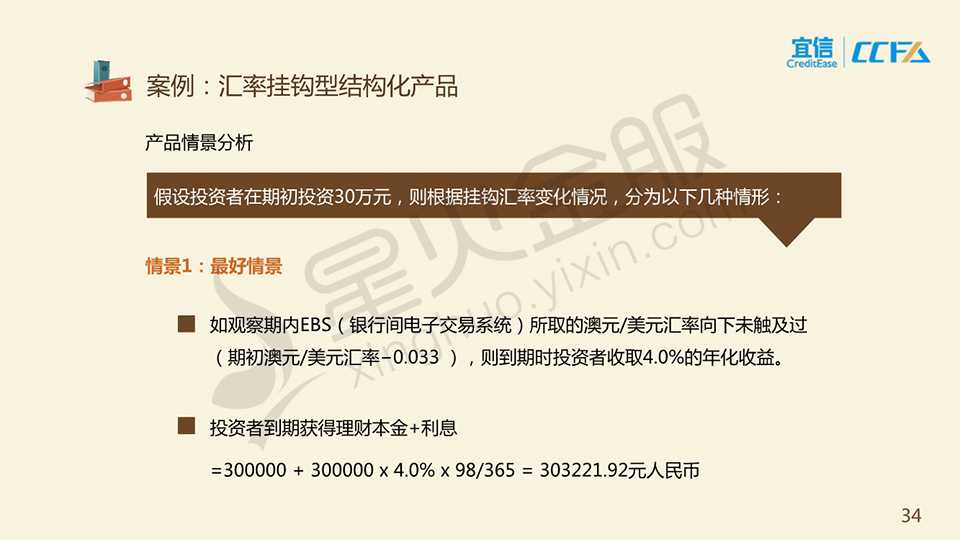 宜信
CreditEase
CCFA
案例：汇率挂钩型结构化产品
产品情景分析
假设投资者在期初投资30万元，则根据挂钩汇率变化情况，分为以下几种情形：
情景1：最好情景
如观察期内EBS（银行间电子交易系统）所取的澳元/美元汇率向下未触及过
（期初澳元/美元汇率−0.033 ），则到期时投资者收取4.0%的年化收益。
投资者到期获得理财本金+利息
=300000 + 300000 x 4.0% x 98/365 = 303221.92元人民币
星火金服
xinghuo.yixin.com
34